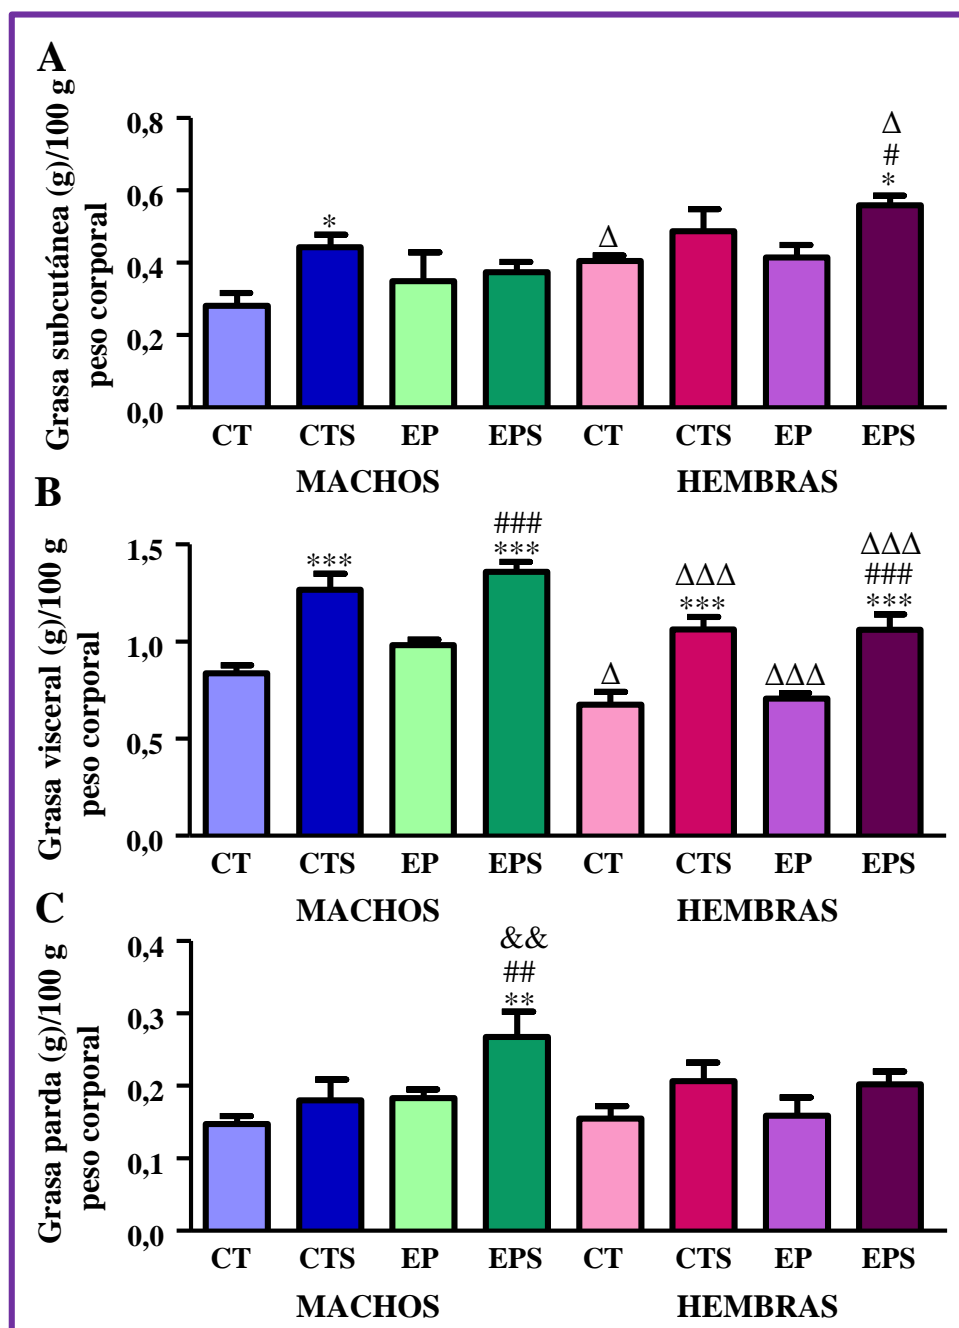 A
Grasa subcutánea (g)/100 g
peso corporal
0,8
0,6
0,4
0,2
0,0
*
Δ
Δ
#
*
CT CTS EP EPS CT CTS EP EPS
MACHOS HEMBRAS
B
Grasa visceral (g)/100 g
peso corporal
1,5
1,0
0,5
0,0
***
###
***
Δ
ΔΔΔ
***
ΔΔΔ
ΔΔΔ
###
***
CT CTS EP EPS CT CTS EP EPS
MACHOS HEMBRAS
C
Grasa parda (g)/100 g
peso corporal
0,4
0,3
0,2
0,1
0,0
&&
##
**
CT CTS EP EPS CT CTS EP EPS
MACHOS HEMBRAS